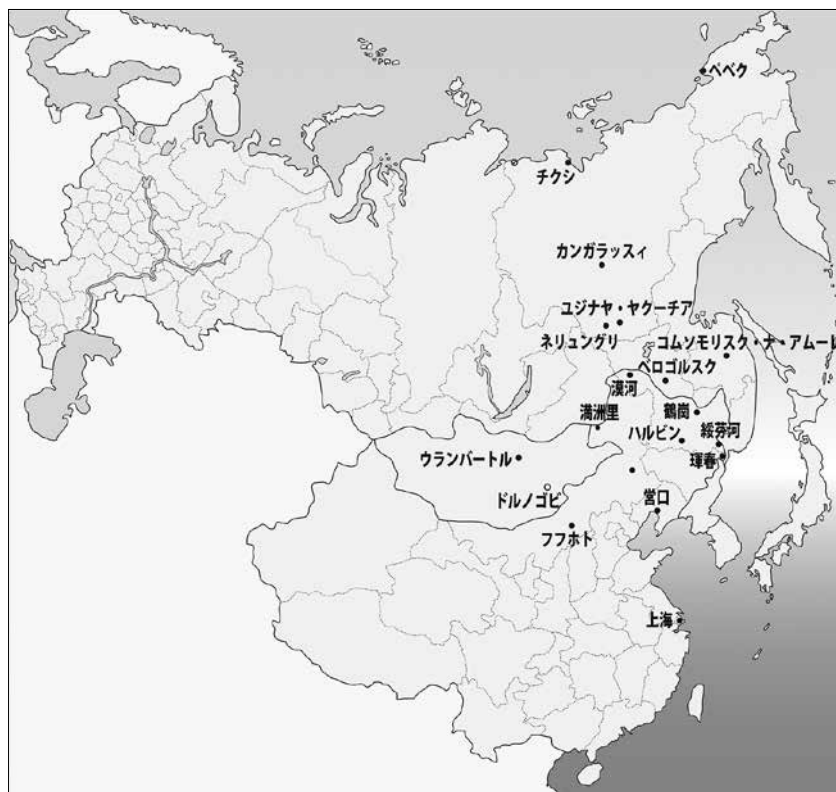 ペベク
チクシ
カンガラッスィ
ユジナヤ・ヤクーチア
ネリュングリ
コムソモリスク・ナ・アムーレ
ベロゴルスク
漠河
満洲里
鶴崗
ハルビン
綏芬河
琿春
ウランバートル
ドルノゴビ
営口
フフホト
上海